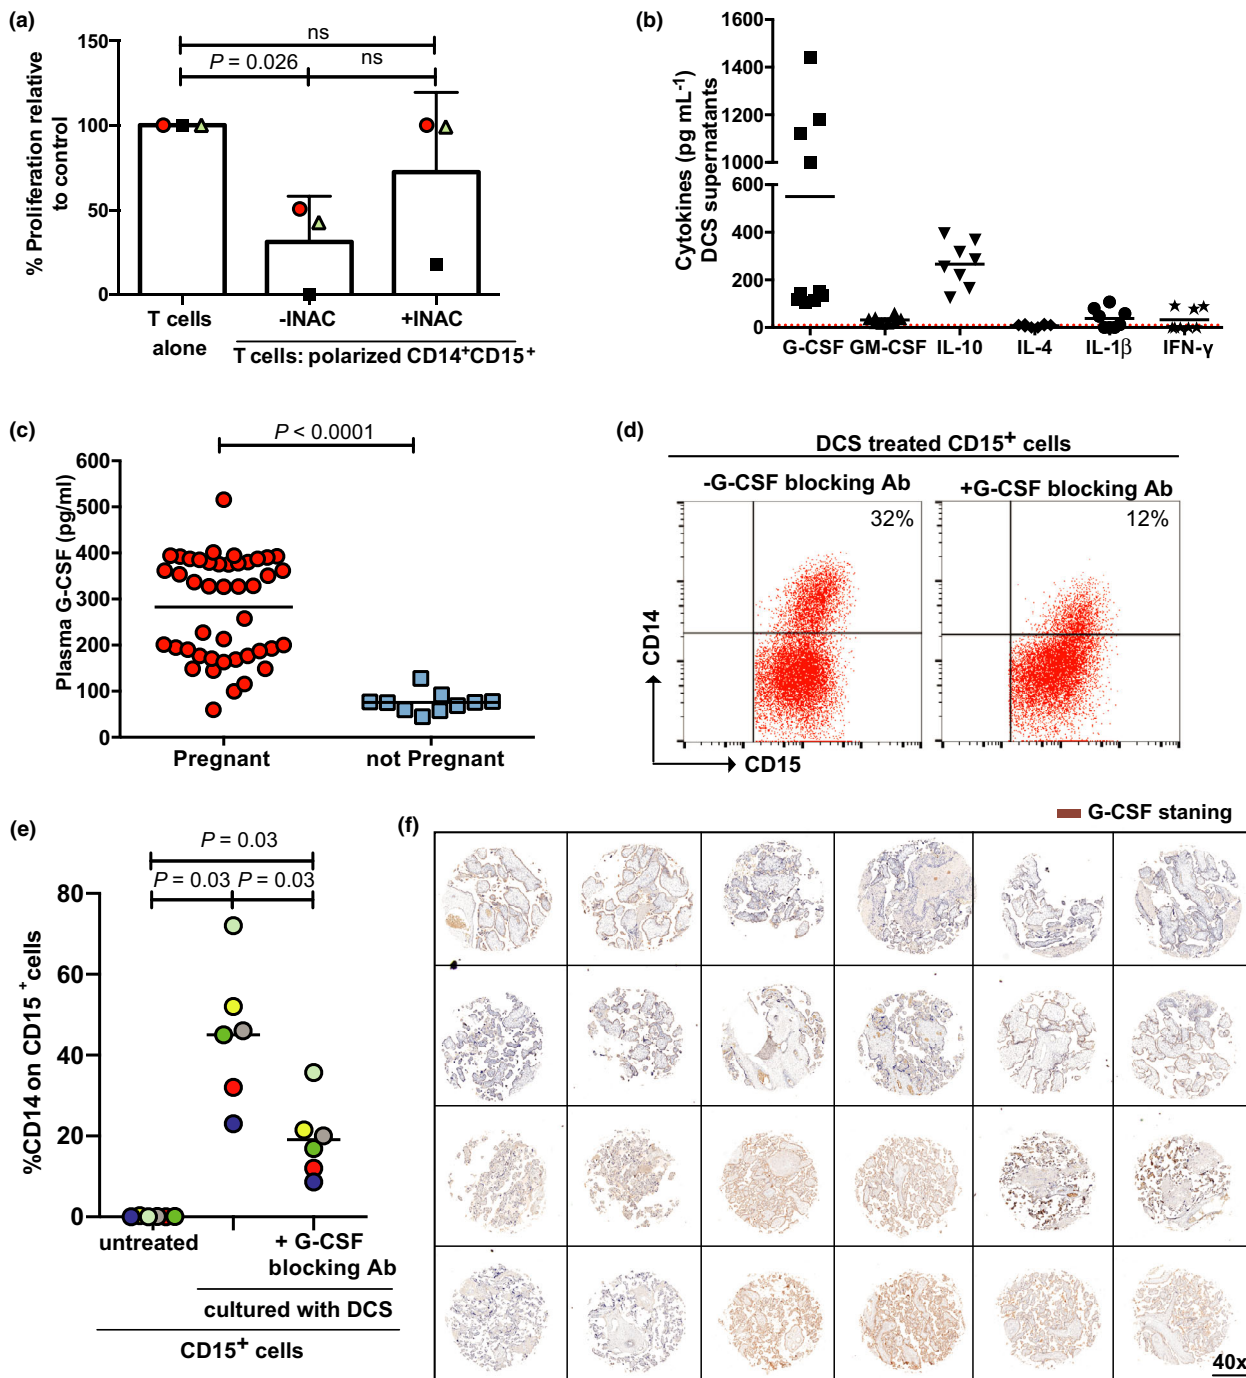 (a)
ns
P = 0.026
ns
% Proliferation relative
to control
150
100
50
0
T cells
alone
-INAC
+INAC
T cells: polarized CD14⁺CD15⁺
(b)
Cytokines (pg mL⁻¹)
DCS supernatants
1600
1400
1200
1000
600
400
200
0
G-CSF
GM-CSF
IL-10
IL-4
IL-1β
IFN-γ
(c)
P < 0.0001
Plasma G-CSF (pg/ml)
600
500
400
300
200
100
0
Pregnant
not Pregnant
(d)
DCS treated CD15⁺ cells
-G-CSF blocking Ab
+G-CSF blocking Ab
32%
12%
CD14
CD15
(e)
P = 0.03
P = 0.03
P = 0.03
%CD14 on CD15⁺cells
80
60
40
20
0
untreated
+ G-CSF
blocking Ab
cultured with DCS
CD15⁺ cells
(f)
G-CSF staning
40x